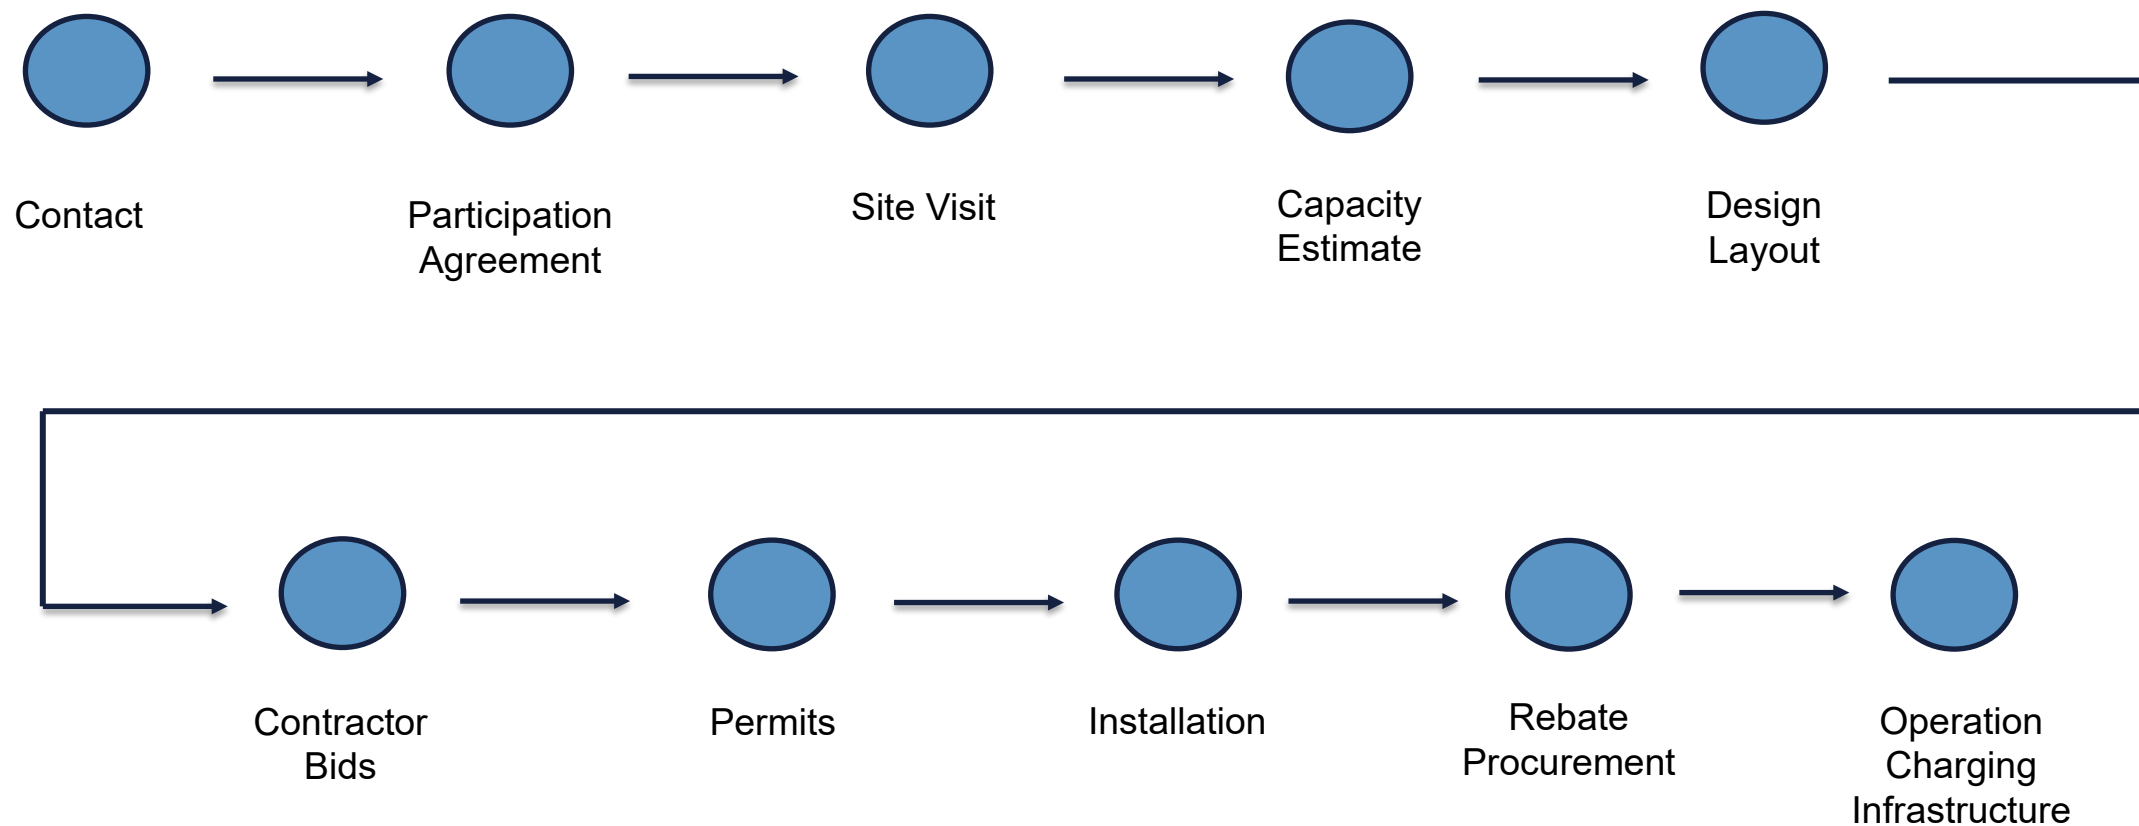 Contact
Participation
Agreement
Site Visit
Capacity
Estimate
Design
Layout
Contractor
Bids
Permits
Installation
Rebate
Procurement
Operation
Charging
Infrastructure